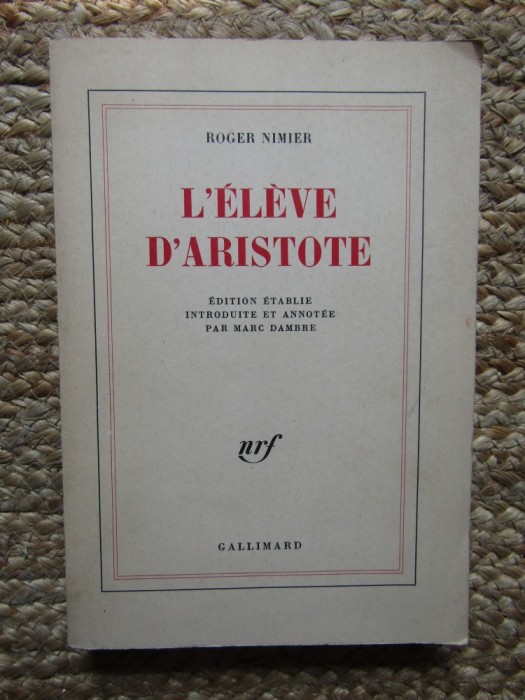 ROGER NIMIER
L'ÉLÈVE
D'ARISTOTE
ÉDITION ÉTABLIE
INTRODUITE ET ANNOTÉE
PAR MARC DAMBRE
nrf
GALLIMARD